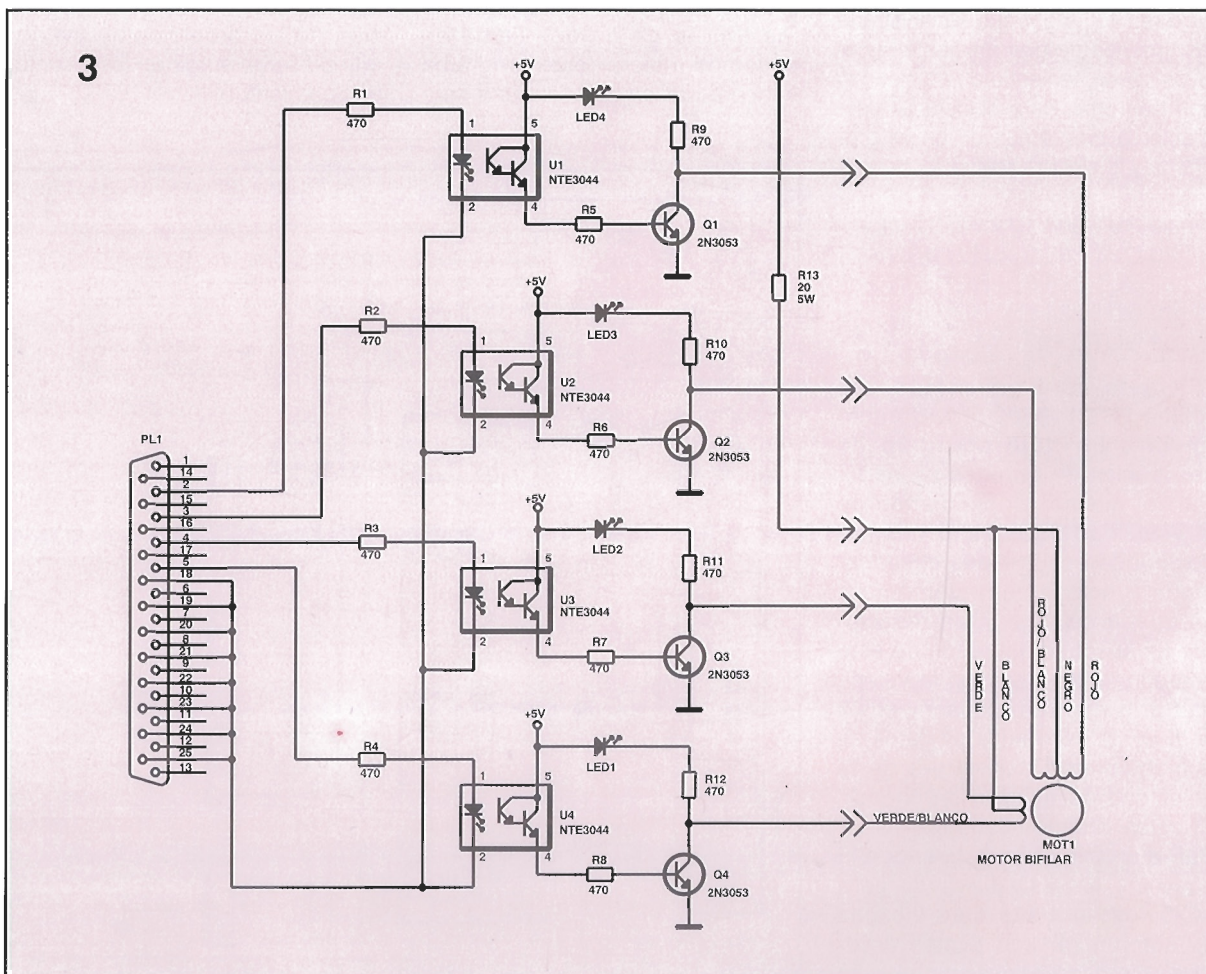 3
+5V
LED4
R1
470
1
5
U1
NTE3044
2
4
R5
470
R9
470
Q1
2N3053
+5V
R13
20
5W
+5V
LED3
R2
470
1
5
U2
NTE3044
2
4
R6
470
R10
470
Q2
2N3053
PL1
1
14
2
15
3
16
4
17
5
18
6
19
7
20
8
21
9
22
10
23
11
24
12
25
13
+5V
LED2
R3
470
1
5
U3
NTE3044
2
4
R7
470
R11
470
Q3
2N3053
+5V
LED1
R4
470
1
5
U4
NTE3044
2
4
R8
470
R12
470
Q4
2N3053
VERDE
BLANCO
ROJO/BLANCO
NEGRO
ROJO
VERDE/BLANCO
MOT1
MOTOR BIFILAR